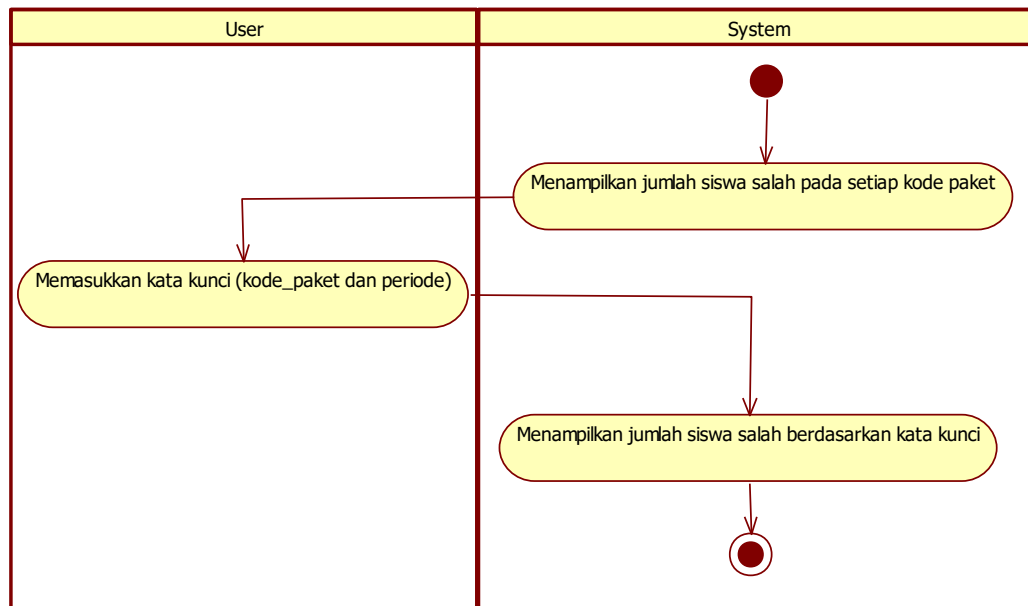 User
System
Menampilkan jumlah siswa salah pada setiap kode paket
Memasukkan kata kunci (kode_paket dan periode)
Menampilkan jumlah siswa salah berdasarkan kata kunci